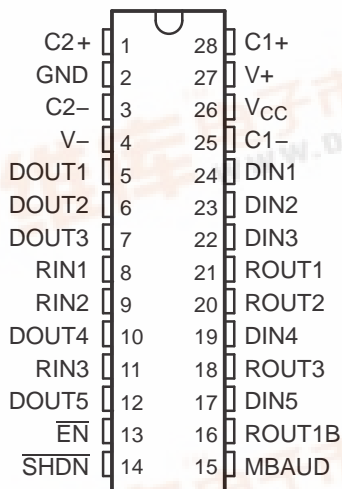 C2+ 1 28 C1+
GND 2 27 V+
C2− 3 26 VCC
V− 4 25 C1−
DOUT1 5 24 DIN1
DOUT2 6 23 DIN2
DOUT3 7 22 DIN3
RIN1 8 21 ROUT1
RIN2 9 20 ROUT2
DOUT4 10 19 DIN4
RIN3 11 18 ROUT3
DOUT5 12 17 DIN5
EN 13 16 ROUT1B
SHDN 14 15 MBAUD